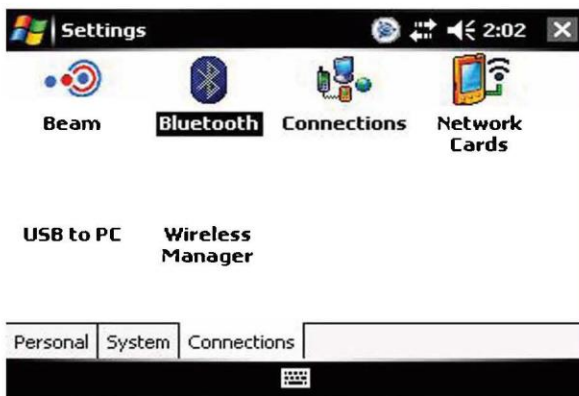 Settings 2:02
Beam Bluetooth Connections Network
Cards
USB to PC Wireless
Manager
Personal System Connections